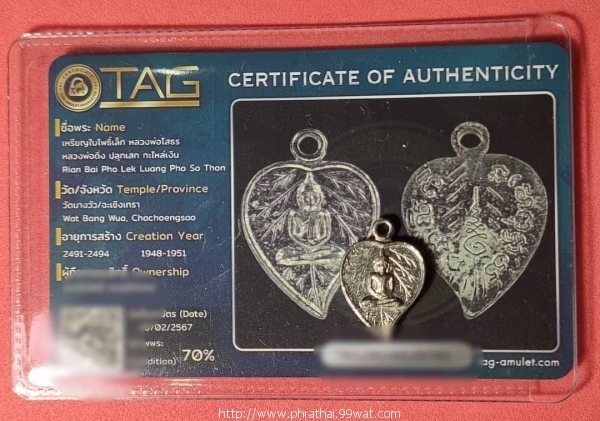 TAG
CERTIFICATE OF AUTHENTICITY
ชื่อพระ Name
เหรียญใบโพธิ์เล็ก หลวงพ่อโสธร
หลวงพ่อดิ่ง ปลุกเสก กะไหล่เงิน
Rian Bai Pho Lek Luang Pho So Thon
วัด/จังหวัด Temple/Province
วัดบางวัว/ฉะเชิงเทรา
Wat Bang Wua, Chachoengsao
อายุการสร้าง Creation Year
2491-2494 1948-1951
Ownership
(Date)
/02/2567
พระ
70%
ag-amulet.com
http://www.phrathai.99wat.com